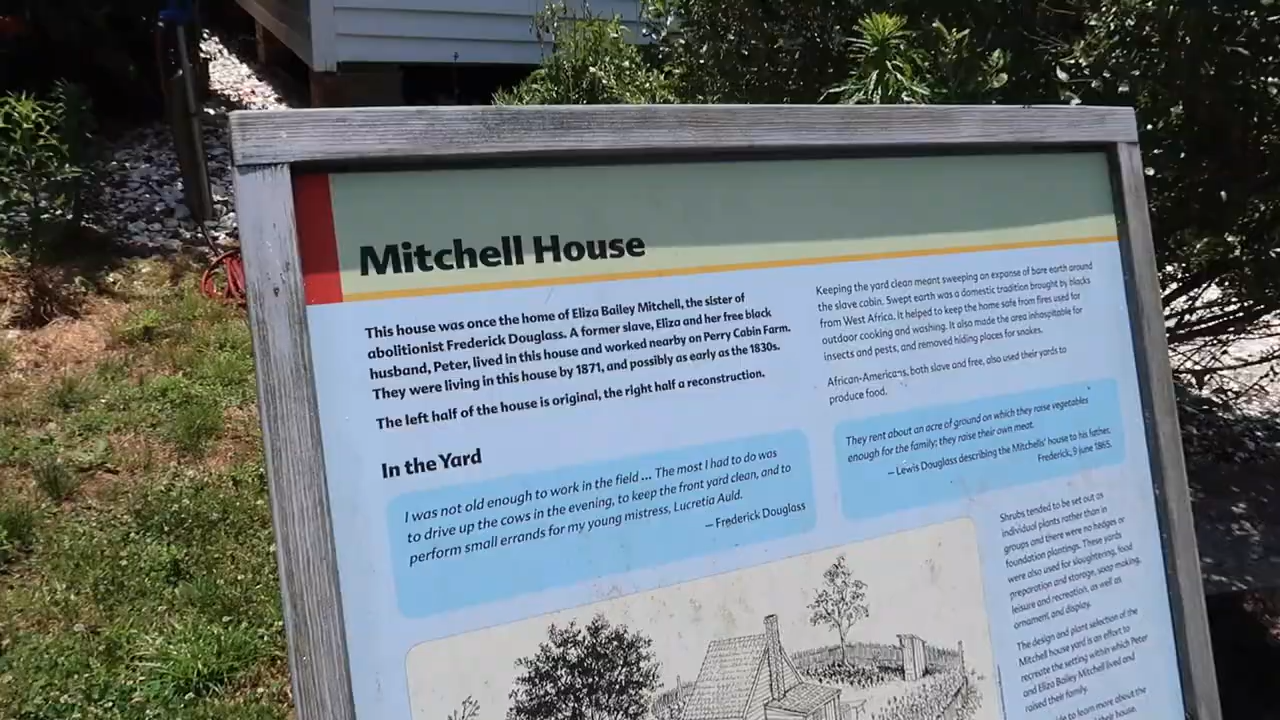 Mitchell House
This house was once the home of Eliza Bailey Mitchell, the sister of
abolitionist Frederick Douglass. A former slave, Eliza and her free black
husband, Peter, lived in this house and worked nearby on Perry Cabin Farm.
They were living in this house by 1871, and possibly as early as the 1830s.
The left half of the house is original, the right half a reconstruction.
In the Yard
I was not old enough to work in the field ... The most I had to do was
to drive up the cows in the evening, to keep the front yard clean, and to
perform small errands for my young mistress, Lucretia Auld.
— Frederick Douglass
Keeping the yard clean meant sweeping an expanse of bare earth around
the slave cabin. Swept earth was a domestic tradition brought by blacks
from West Africa. It helped to keep the home safe from fires used for
outdoor cooking and washing. It also made the area inhospitable for
insects and pests, and removed hiding places for snakes.
African-Americans, both slave and free, also used their yards to
produce food.
They rent about an acre of ground on which they raise vegetables
enough for the family; they raise their own meat.
— Lewis Douglass describing the Mitchells' house to his father,
Frederick, 9 june 1865.
Shrubs tended to be set out as
individual plants rather than in
groups and there were no hedges or
foundation plantings. These yards
were also used for slaughtering, food
preparation and storage, soap making,
leisure and recreation, as well as
ornament and display.
The design and plant selection of the
Mitchell house yard is an effort to
recreate the setting within which Peter
and Eliza Bailey Mitchell lived and
raised their family.
to learn more about the
their house.